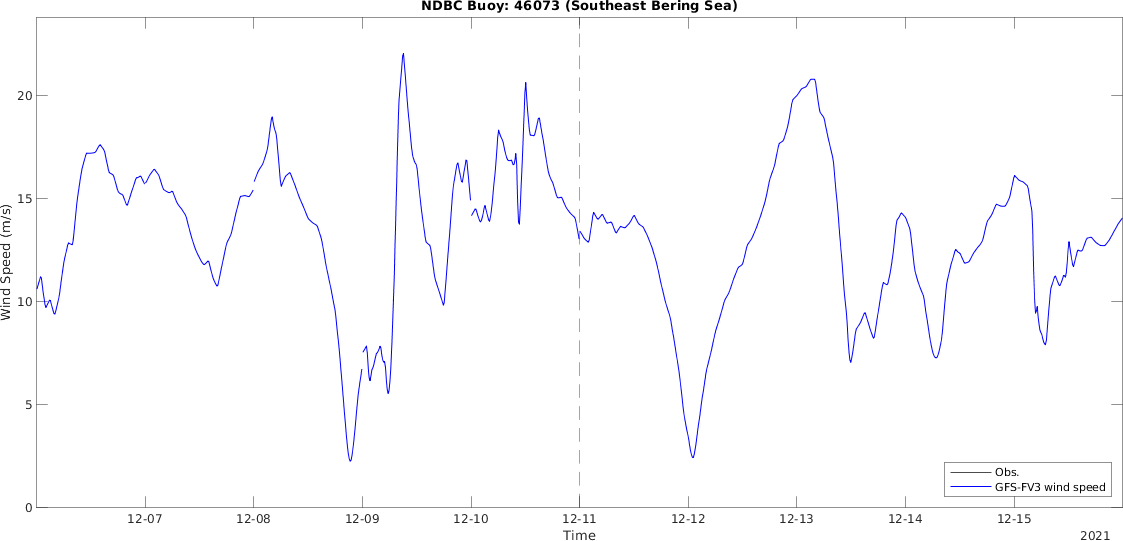 NDBC Buoy: 46073 (Southeast Bering Sea)
Wind Speed (m/s)
20
15
10
5
0
Obs.
GFS-FV3 wind speed
12-07 12-08 12-09 12-10 12-11 12-12 12-13 12-14 12-15
Time
2021